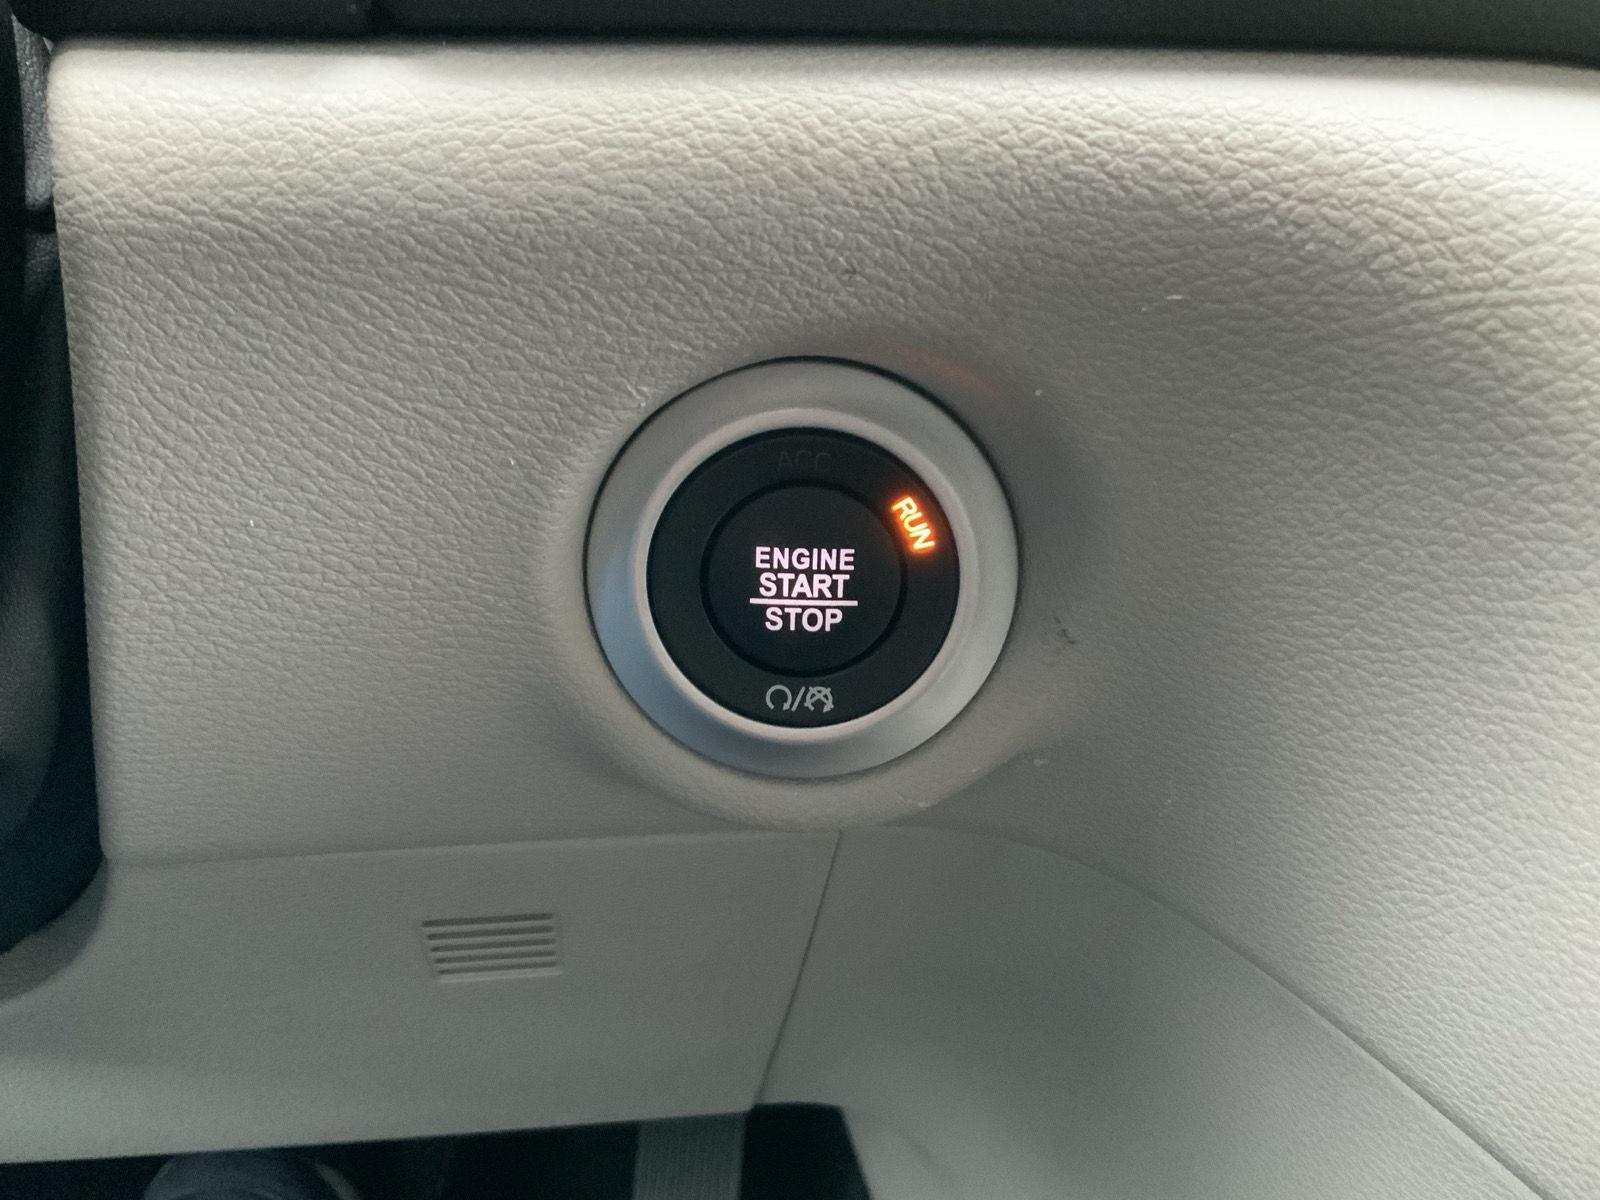 ACC
RUN
ENGINE
START
STOP
/